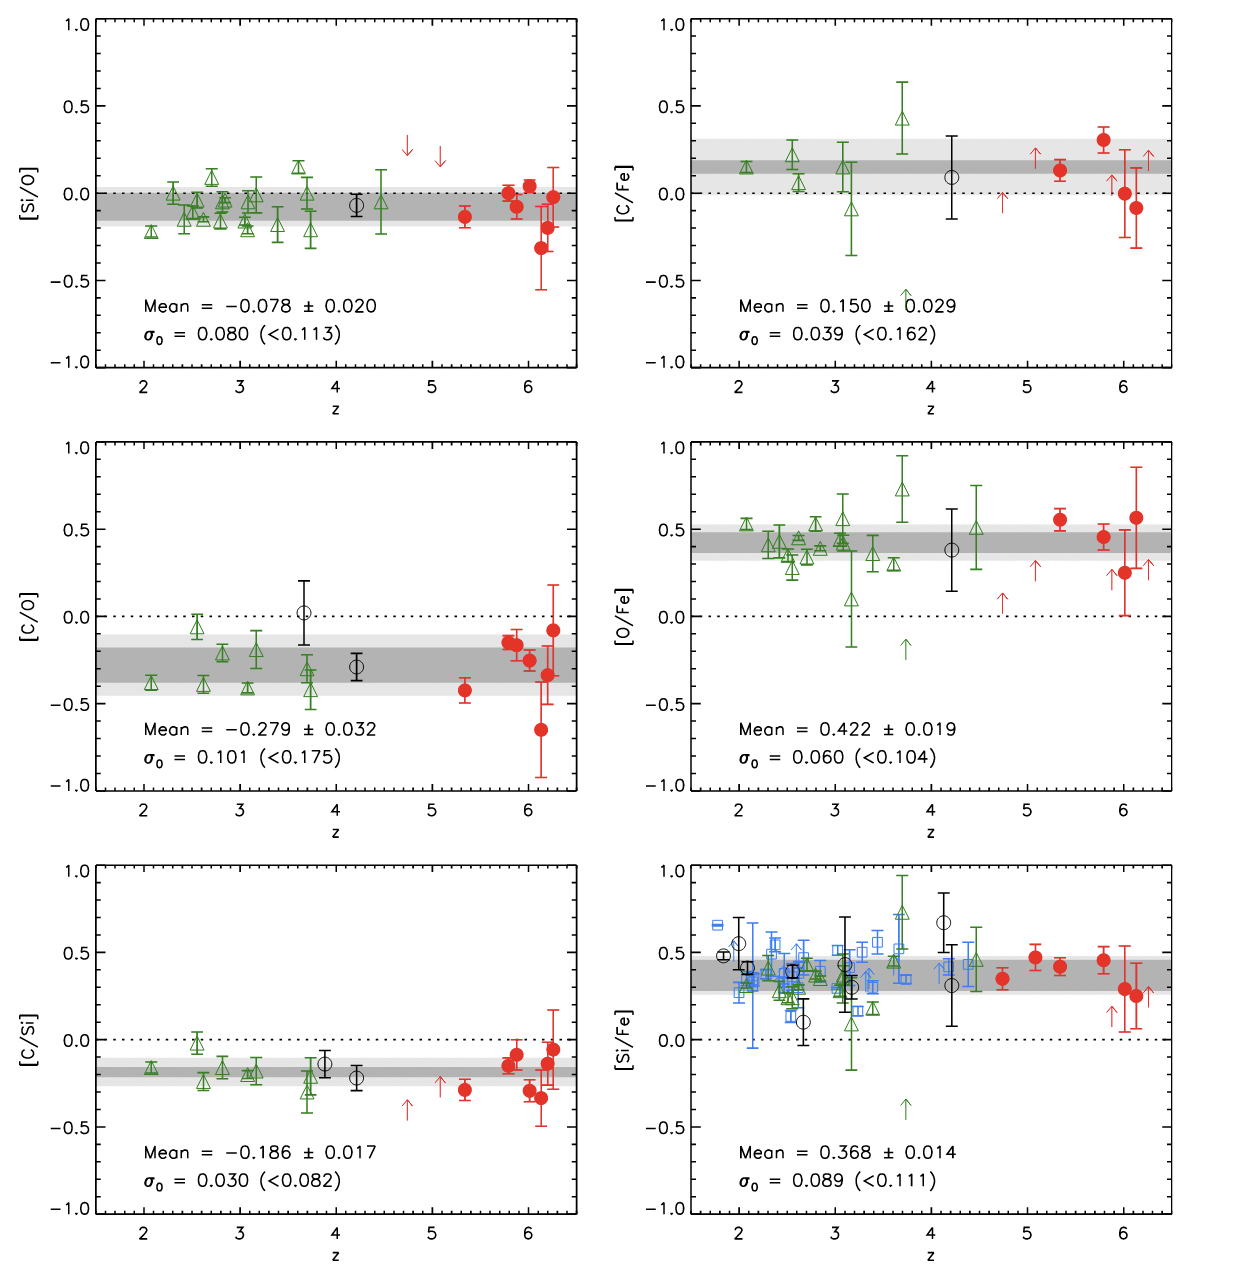 1.0
0.5
0.0
−0.5
−1.0
[Si/O]
Mean = −0.078 ± 0.020
σ0 = 0.080 (<0.113)
2 3 4 5 6
z
1.0
0.5
0.0
−0.5
−1.0
[C/Fe]
Mean = 0.150 ± 0.029
σ0 = 0.039 (<0.162)
2 3 4 5 6
z
1.0
0.5
0.0
−0.5
−1.0
[C/O]
Mean = −0.279 ± 0.032
σ0 = 0.101 (<0.175)
2 3 4 5 6
z
1.0
0.5
0.0
−0.5
−1.0
[O/Fe]
Mean = 0.422 ± 0.019
σ0 = 0.060 (<0.104)
2 3 4 5 6
z
1.0
0.5
0.0
−0.5
−1.0
[C/Si]
Mean = −0.186 ± 0.017
σ0 = 0.030 (<0.082)
2 3 4 5 6
z
1.0
0.5
0.0
−0.5
−1.0
[Si/Fe]
Mean = 0.368 ± 0.014
σ0 = 0.089 (<0.111)
2 3 4 5 6
z